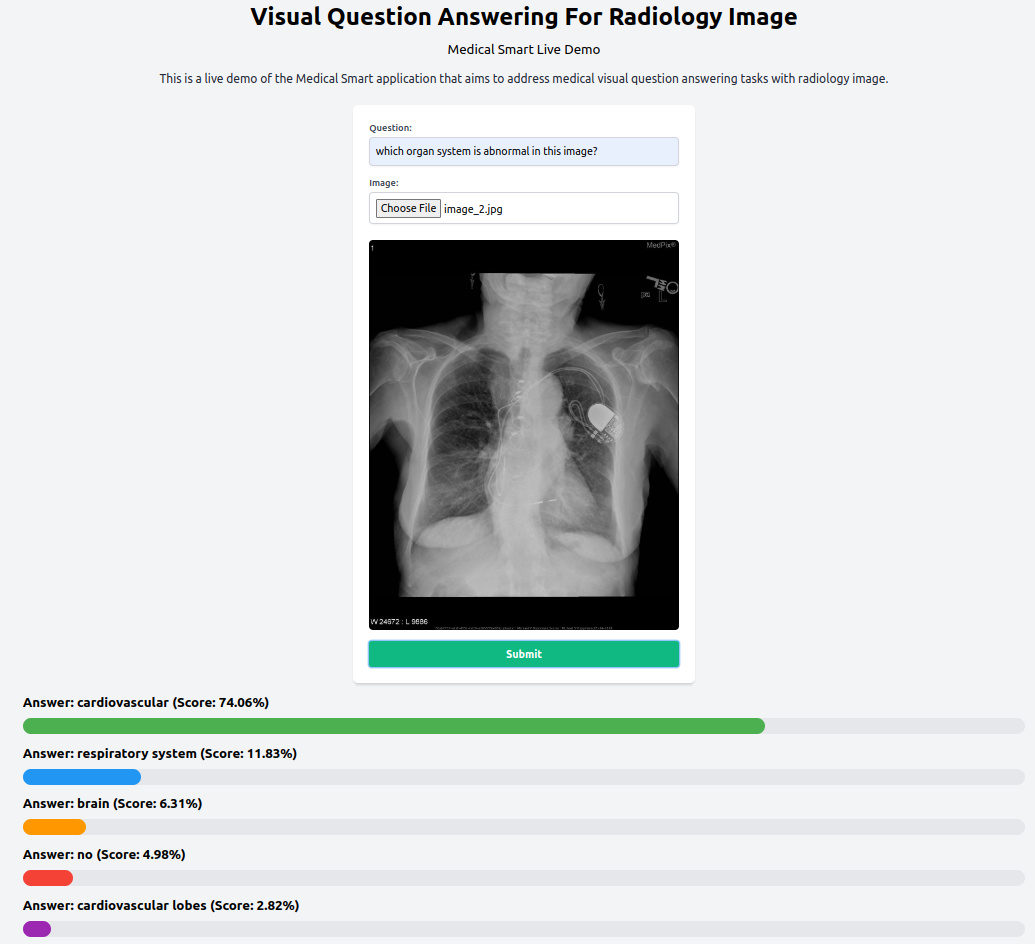 Visual Question Answering For Radiology Image
Medical Smart Live Demo
This is a live demo of the Medical Smart application that aims to address medical visual question answering tasks with radiology image.
Question:
which organ system is abnormal in this image?
Image:
Choose File image_2.jpg
1 MedPix®
L
W 24672 : L 9886
Submit
Answer: cardiovascular (Score: 74.06%)
Answer: respiratory system (Score: 11.83%)
Answer: brain (Score: 6.31%)
Answer: no (Score: 4.98%)
Answer: cardiovascular lobes (Score: 2.82%)